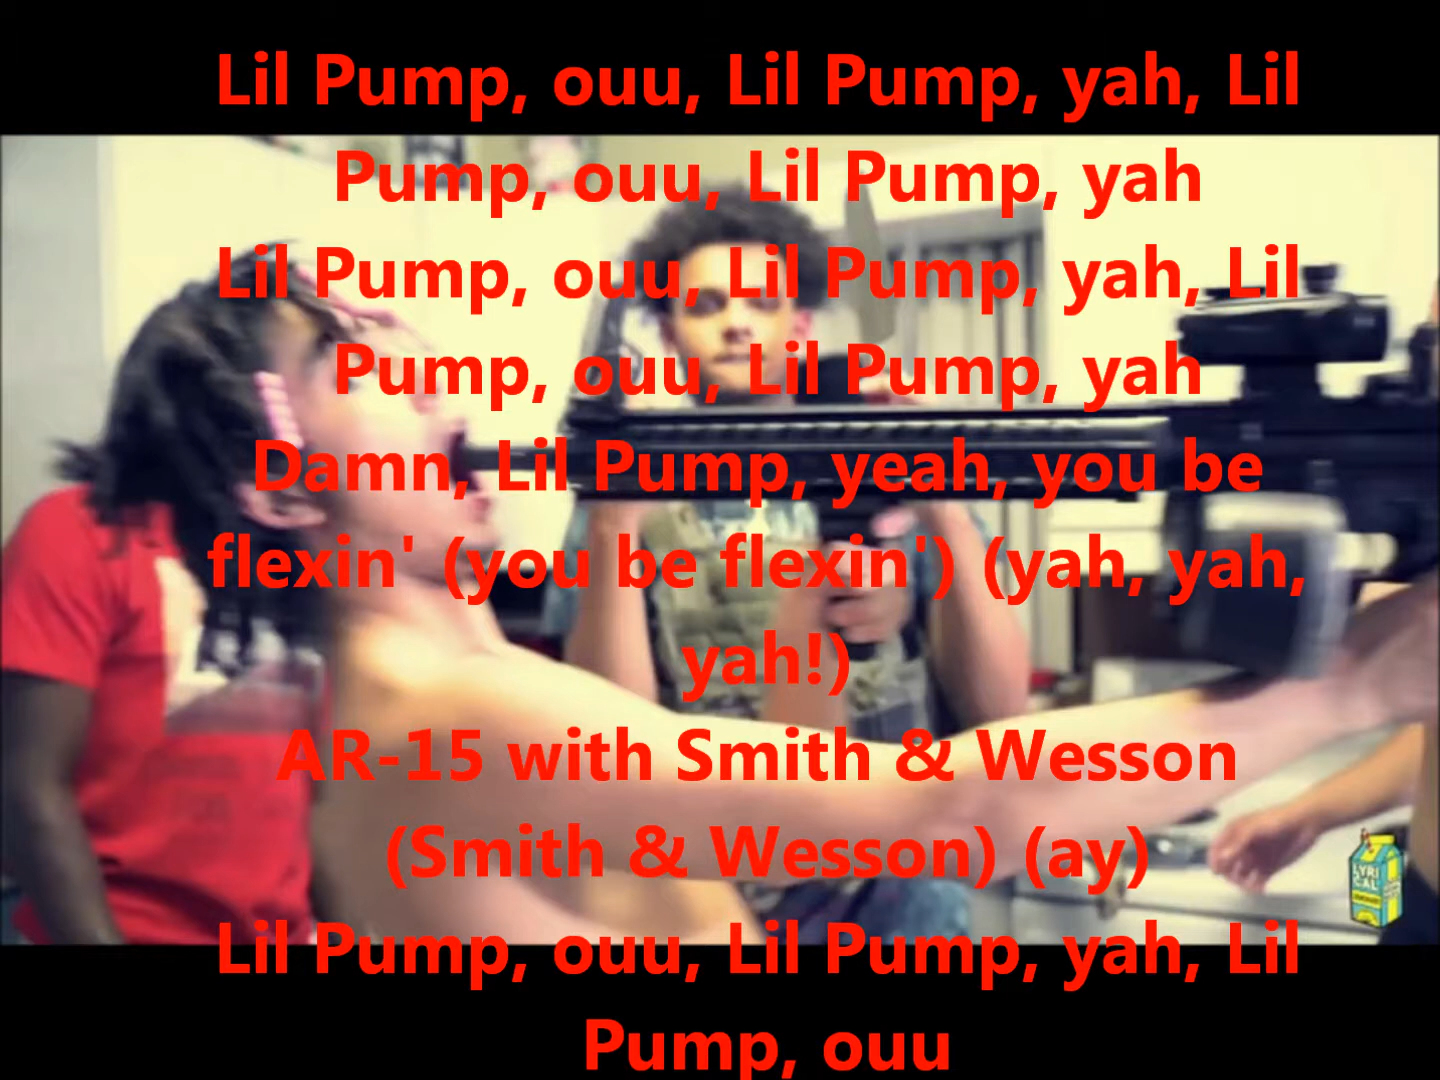 Lil Pump, ouu, Lil Pump, yah, Lil
Pump, ouu, Lil Pump, yah
Lil Pump, ouu, Lil Pump, yah, Lil
Pump, ouu, Lil Pump, yah
Damn, Lil Pump, yeah, you be
flexin' (you be flexin') (yah, yah,
yah!)
AR-15 with Smith & Wesson
(Smith & Wesson) (ay)
Lil Pump, ouu, Lil Pump, yah, Lil
Pump, ouu
LYRI
CAL